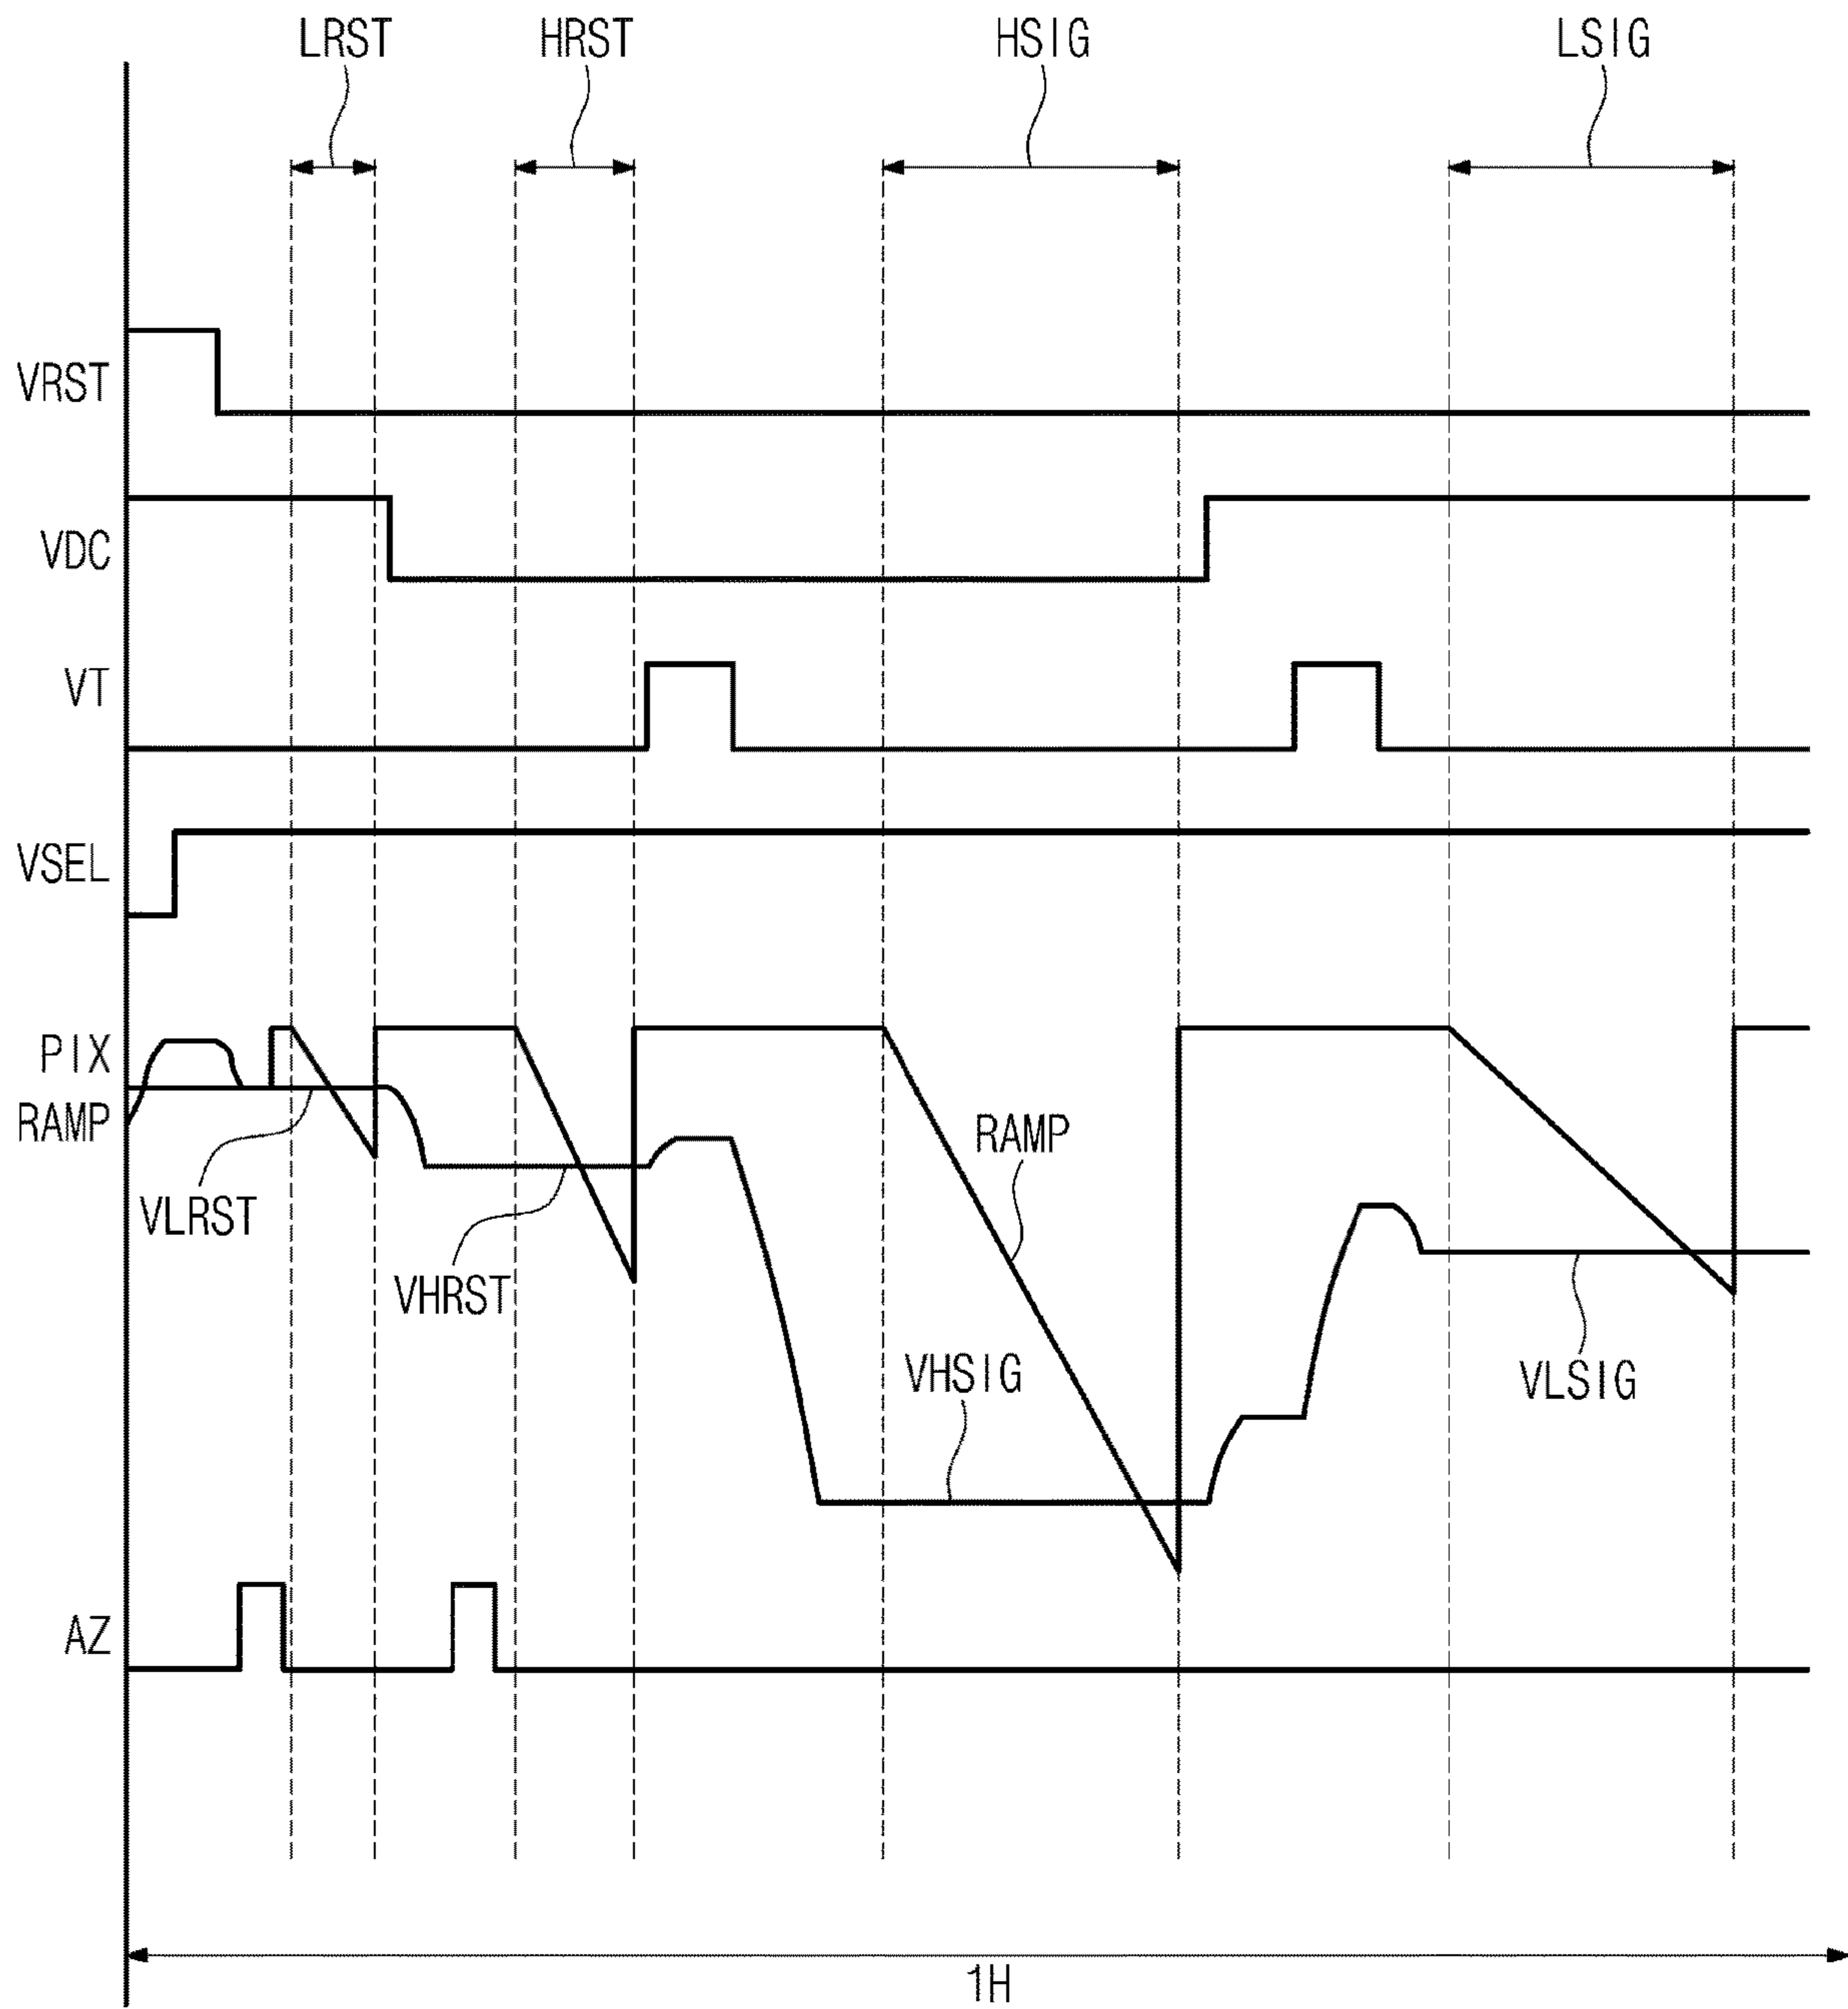 LRST
HRST
HSIG
LSIG
VRST
VDC
VT
VSEL
PIX
RAMP
RAMP
VLRST
VHRST
VHSIG
VLSIG
AZ
1H